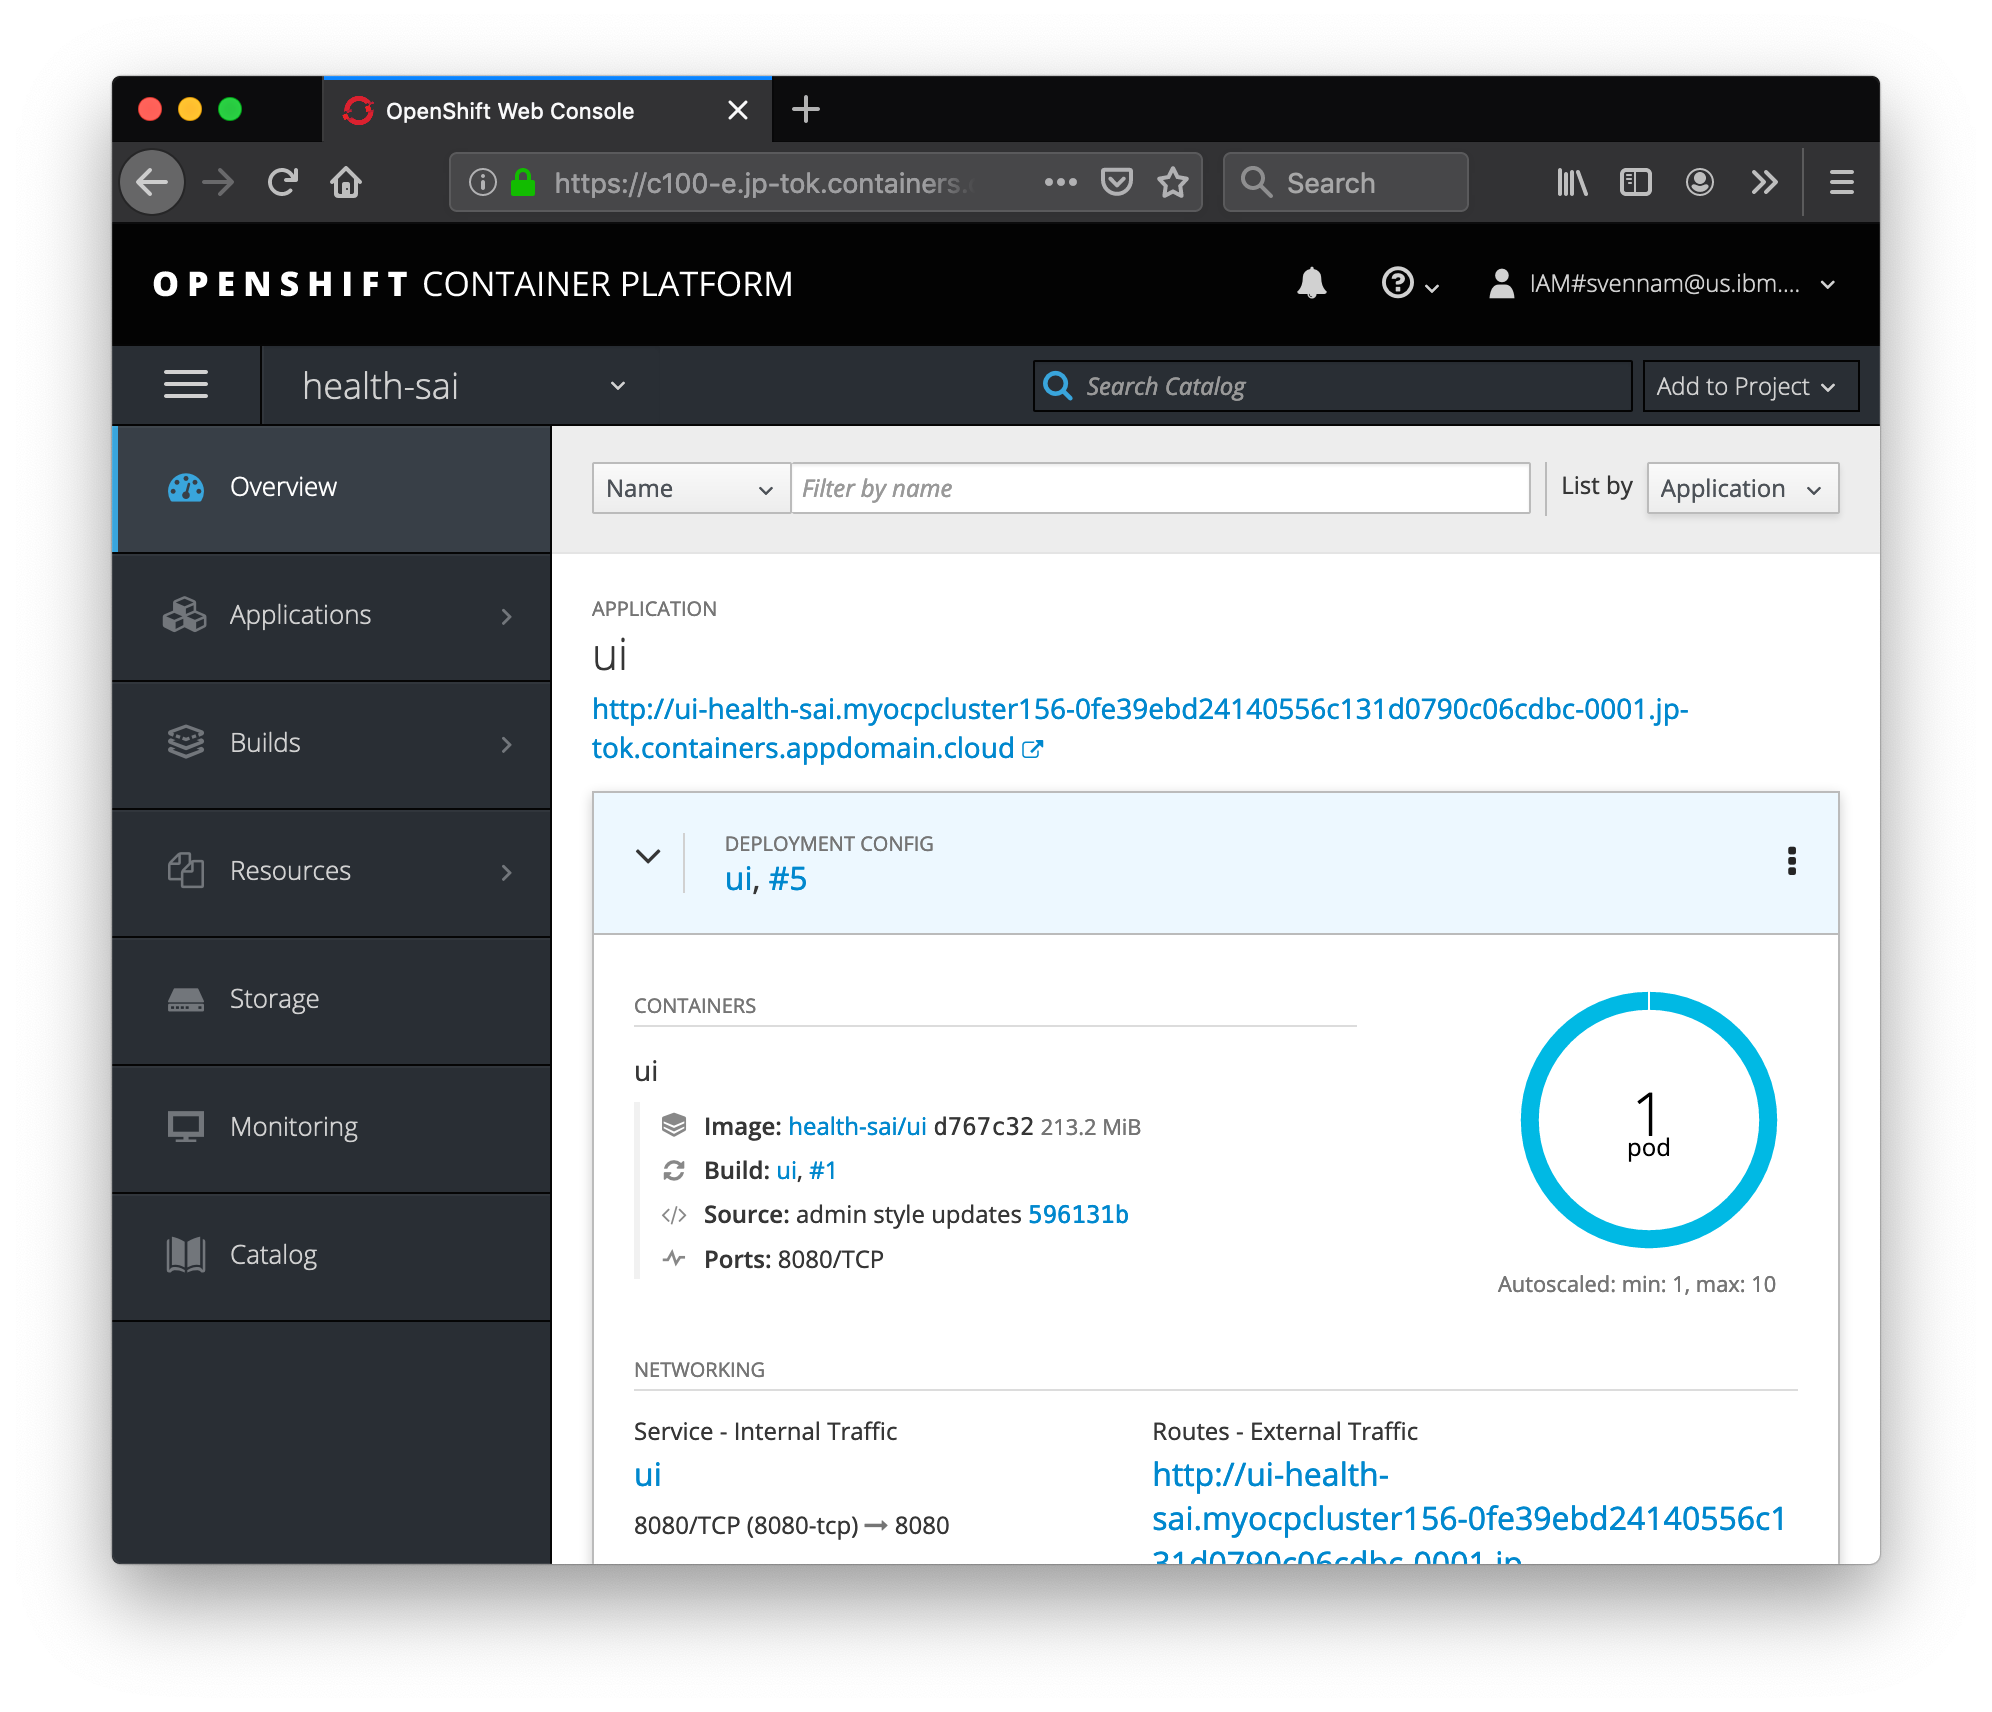 OpenShift Web Console
https://c100-e.jp-tok.containers.
Search
OPENSHIFT CONTAINER PLATFORM
IAM#svennam@us.ibm....
health-sai
Search Catalog
Add to Project
Overview
Applications
Builds
Resources
Storage
Monitoring
Catalog
Name
Filter by name
List by
Application
APPLICATION
ui
http://ui-health-sai.myocpcluster156-0fe39ebd24140556c131d0790c06cdbc-0001.jp-
tok.containers.appdomain.cloud
DEPLOYMENT CONFIG
ui, #5
CONTAINERS
ui
Image: health-sai/ui d767c32 213.2 MiB
Build: ui, #1
Source: admin style updates 596131b
Ports: 8080/TCP
1
pod
Autoscaled: min: 1, max: 10
NETWORKING
Service - Internal Traffic
ui
8080/TCP (8080-tcp) → 8080
Routes - External Traffic
http://ui-health-
sai.myocpcluster156-0fe39ebd24140556c1
31d0790c06cdbc-0001.jp-